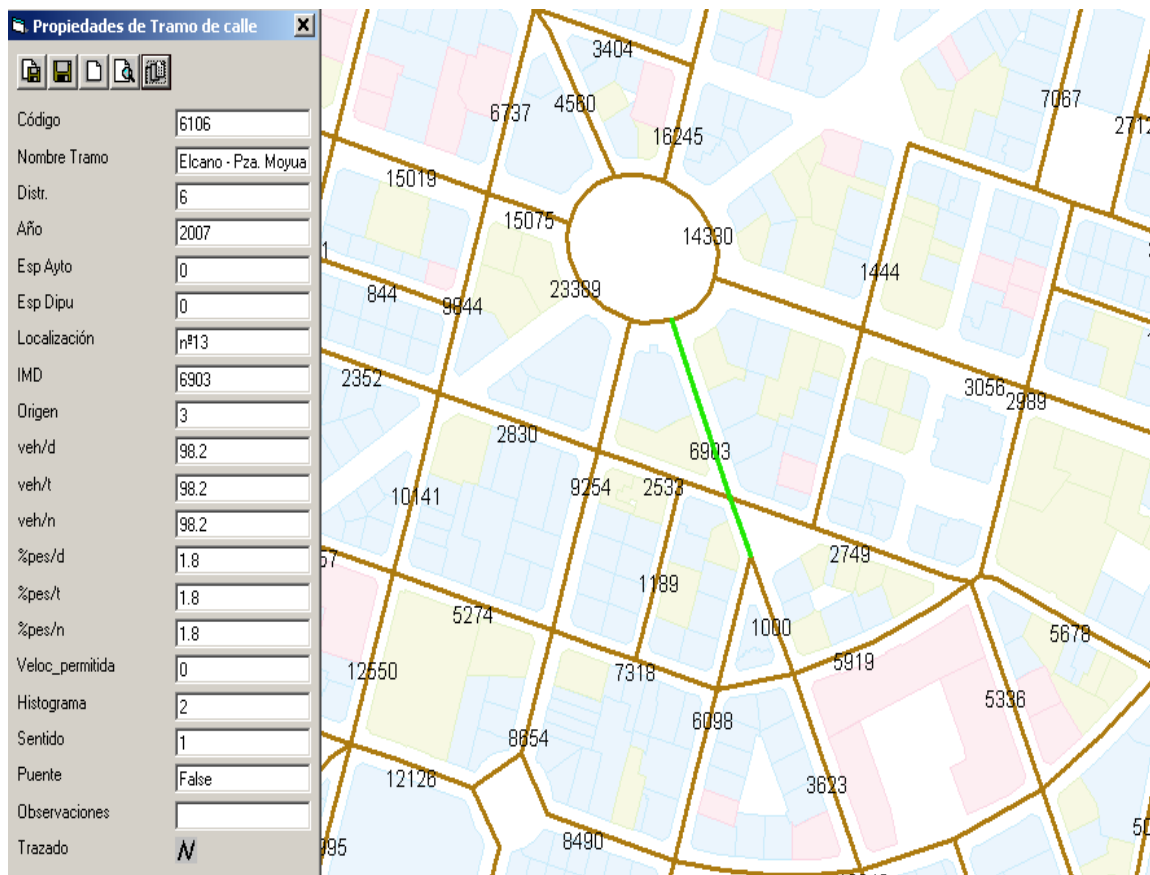 Propiedades de Tramo de calle
Código 6106
Nombre Tramo Elcano - Pza. Moyua
Distr. 6
Año 2007
Esp Ayto 0
Esp Dipu 0
Localización nº13
IMD 6903
Origen 3
veh/d 98.2
veh/t 98.2
veh/n 98.2
%pes/d 1.8
%pes/t 1.8
%pes/n 1.8
Veloc_permitida 0
Histograma 2
Sentido 1
Puente False
Observaciones
Trazado
3404
7067
6737
4560
2712
16245
15019
15075
14330
1444
844
23389
9844
2352
3056
2989
2830
6903
9254
2533
10141
2749
57
1189
5274
1000
5678
5919
12550
7318
5336
6098
8654
12126
3623
8490
50
995